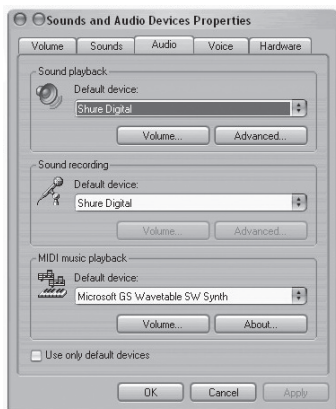 Sounds and Audio Devices Properties
Volume Sounds Audio Voice Hardware
Sound playback
Default device:
Shure Digital
Volume... Advanced...
Sound recording
Default device:
Shure Digital
Volume... Advanced...
MIDI music playback
Default device:
Microsoft GS Wavetable SW Synth
Volume... About...
Use only default devices
OK Cancel Apply